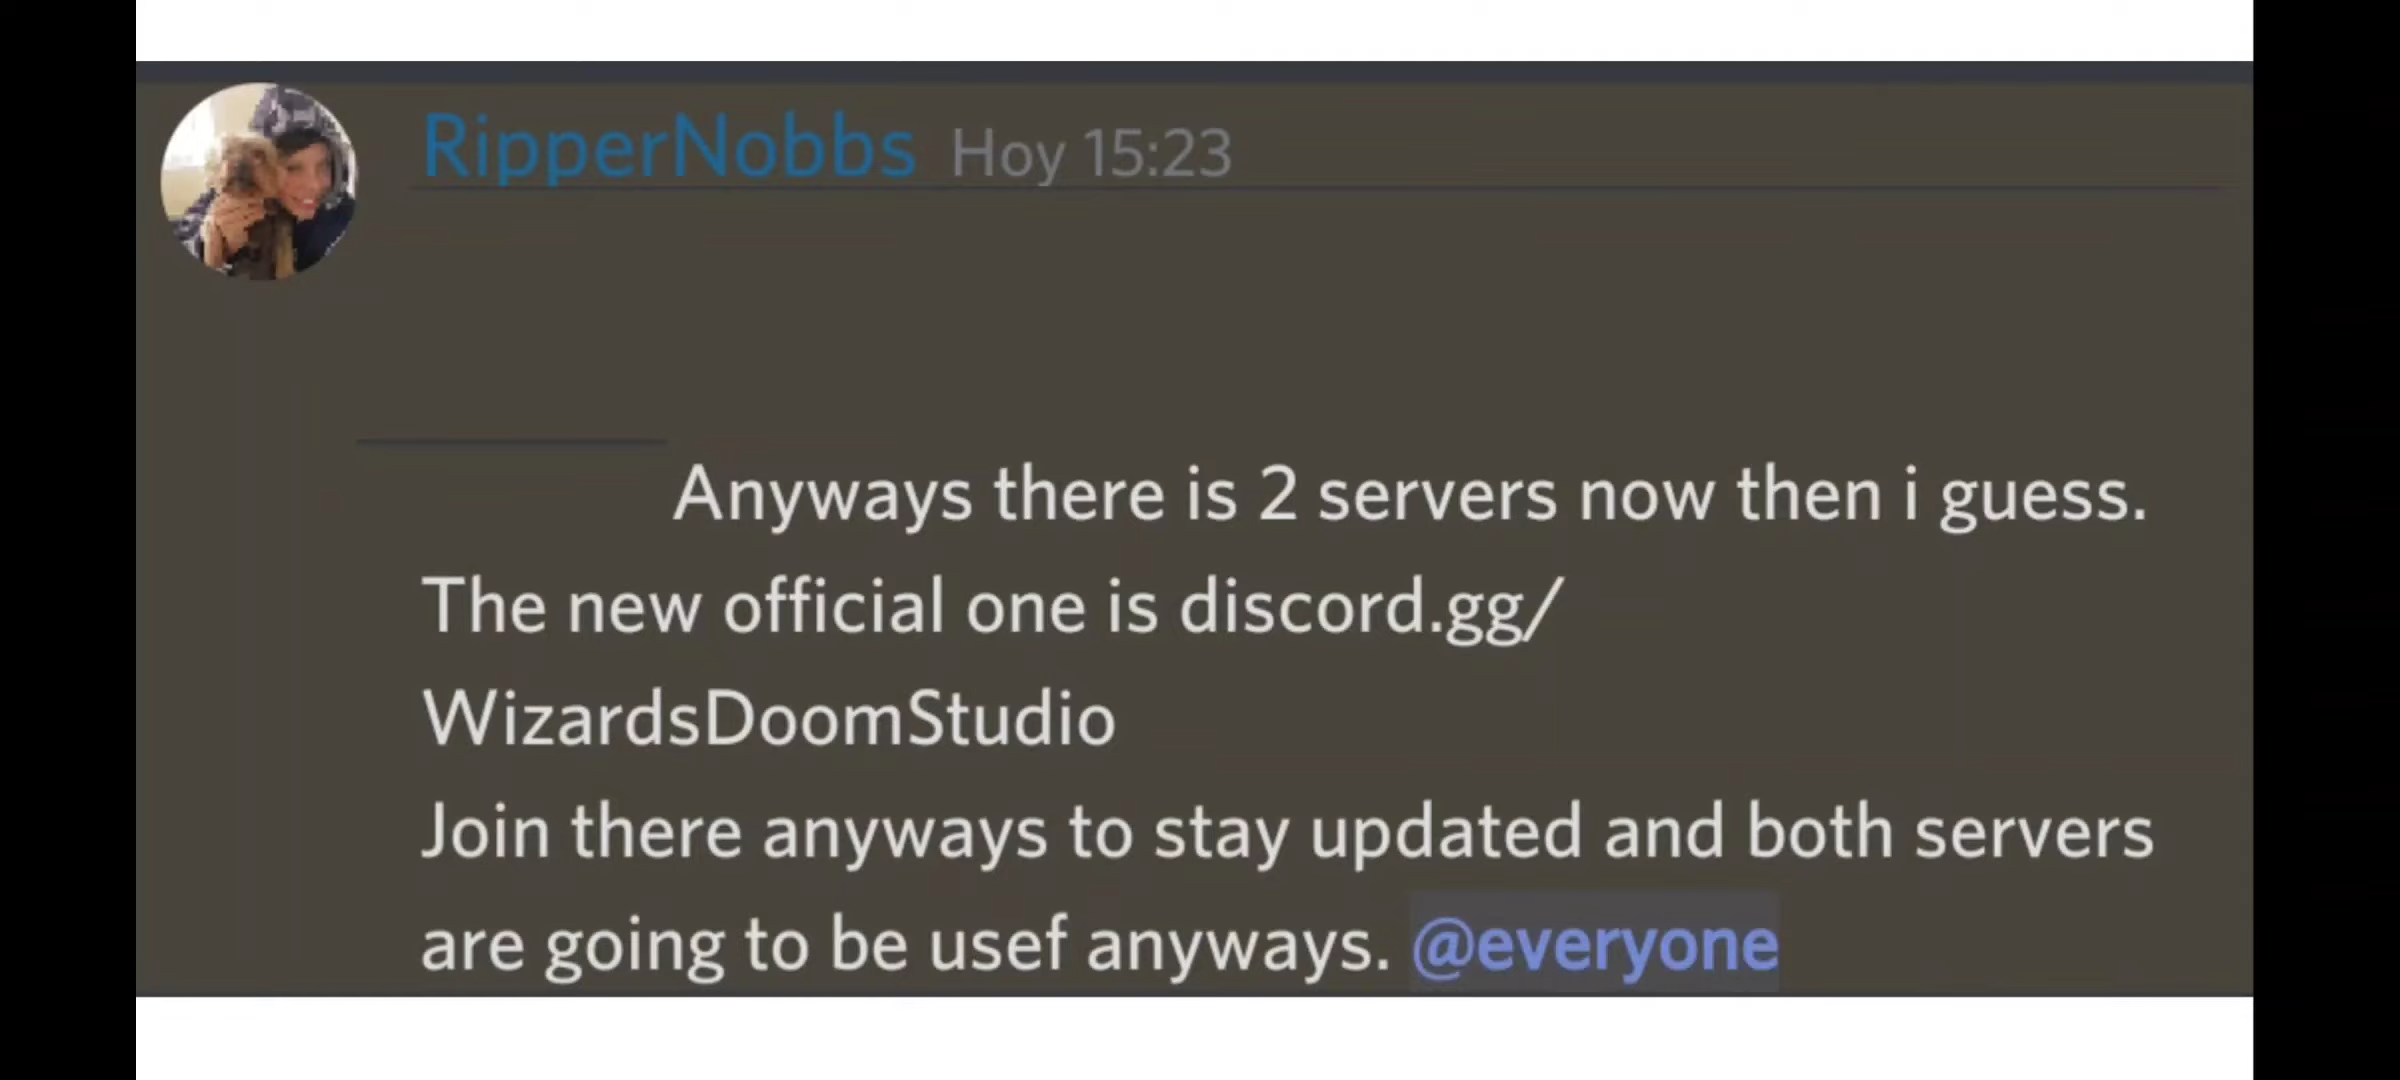 RipperNobbs Hoy 15:23
Anyways there is 2 servers now then i guess.
The new official one is discord.gg/
WizardsDoomStudio
Join there anyways to stay updated and both servers
are going to be usef anyways. @everyone